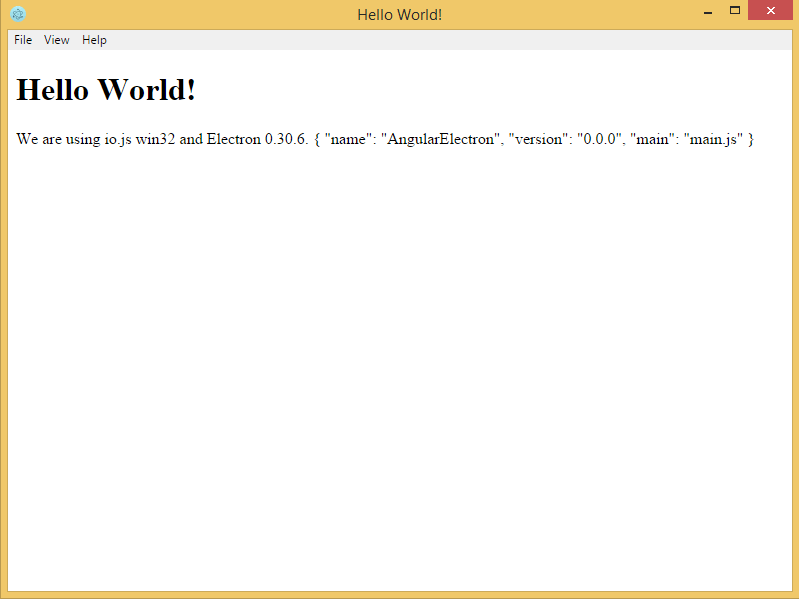 Hello World!
File View Help
Hello World!
We are using io.js win32 and Electron 0.30.6. { "name": "AngularElectron", "version": "0.0.0", "main": "main.js" }